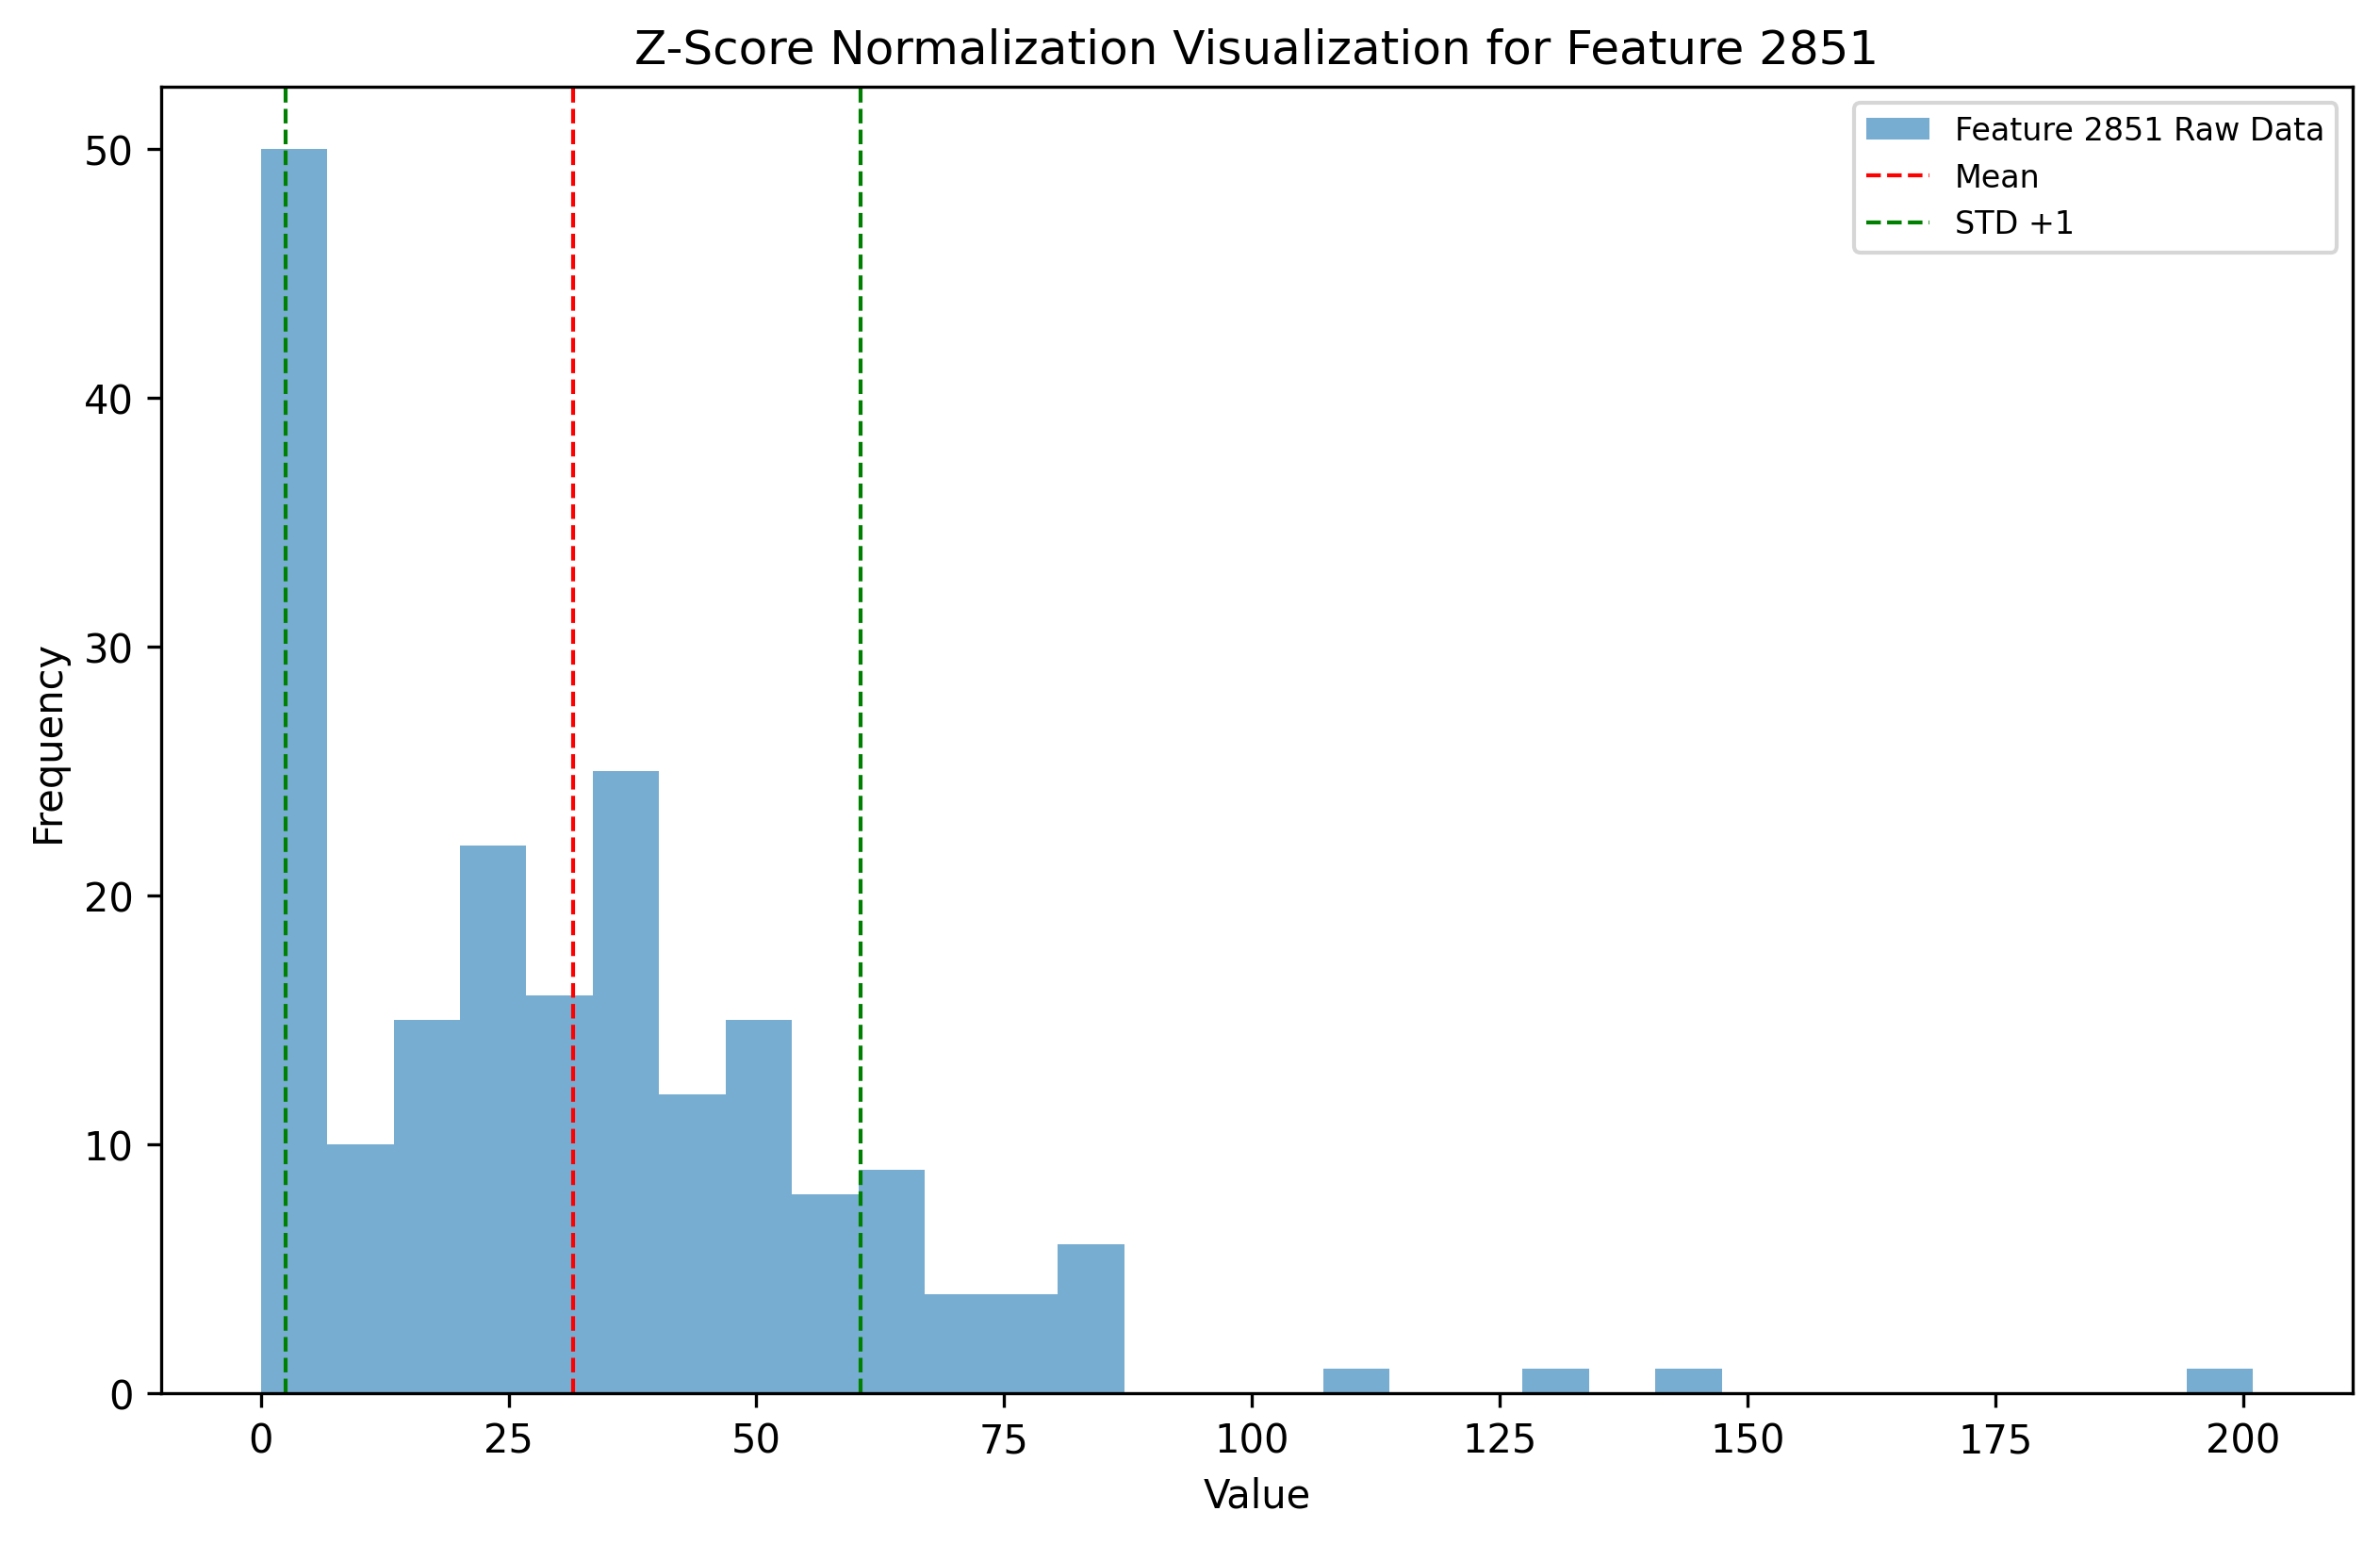 Z-Score Normalization Visualization for Feature 2851
Feature 2851 Raw Data
Mean
STD +1
50
40
30
20
10
0
Frequency
0 25 50 75 100 125 150 175 200
Value